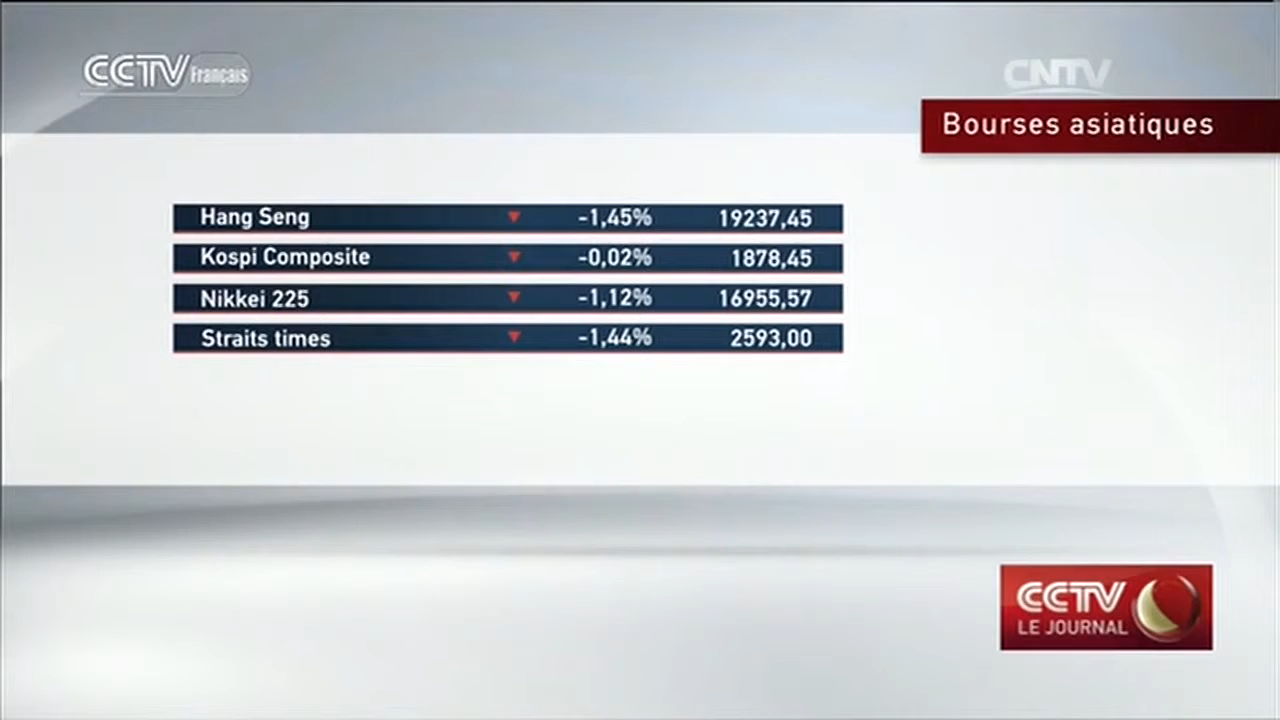 CCTV Français
CNTV
Bourses asiatiques
Hang Seng ▼ -1,45% 19237,45
Kospi Composite ▼ -0,02% 1878,45
Nikkei 225 ▼ -1,12% 16955,57
Straits times ▼ -1,44% 2593,00
CCTV
LE JOURNAL